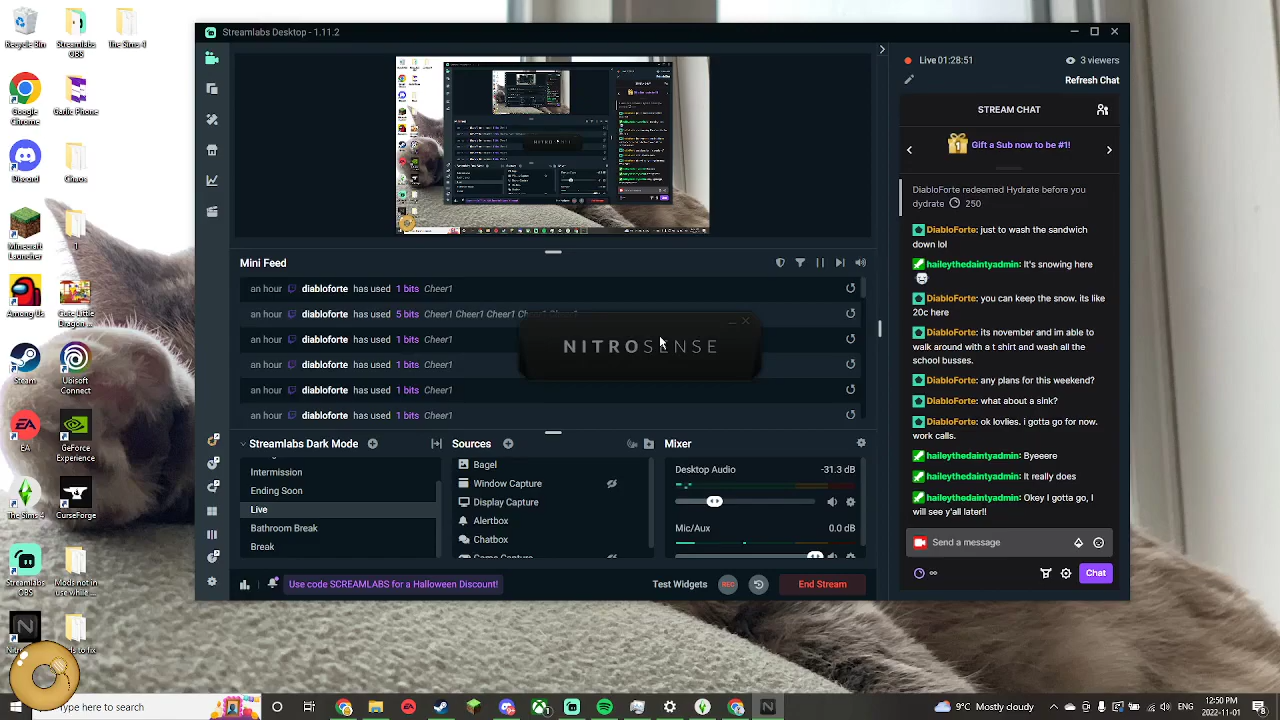 Recycle Bin
Streamlabs OBS
The Sims 4
Google Chrome
Garlic Phone
Discord
Chaos
Minecraft Launcher
1
Among Us
Cute Little Dragon ...
Steam
Ubisoft Connect
EA
GeForce Experience
The Sims 4
CurseForge
Streamlabs OBS
Mods not in use while ...
Streamlabs Desktop - 1.11.2
Live 01:28:51
3 viewers
Refresh Chat
STREAM CHAT
Gift a Sub now to be #1!
DiabloForte redeemed Hydrate before you
dydrate 250
DiabloForte: just to wash the salt
down lol
haileythedaintyadmin: It's snowing here
DiabloForte: you can keep the snow. its like
20c here
DiabloForte: its november and im able to
walk around with a t shirt and wash all the
school busses.
DiabloForte: any plans for this weekend?
DiabloForte: what about a sink?
DiabloForte: ok lovlies. i gotta go for now.
work calls.
haileythedaintyadmin: Byeeere
haileythedaintyadmin: It really does
haileythedaintyadmin: Okey I gotta go, I
will see y'all later!!
Send a message
Chat
Mini Feed
an hour diabloforte has used 1 bits Cheer1
an hour diabloforte has used 5 bits Cheer1 Cheer1 Cheer1 Cheer1 Cheer1
an hour diabloforte has used 1 bits Cheer1
an hour diabloforte has used 1 bits Cheer1
an hour diabloforte has used 1 bits Cheer1
an hour diabloforte has used 1 bits Cheer1
NITROSENSE
Streamlabs Dark Mode
Intermission
Ending Soon
Live
Bathroom Break
Break
Sources
Bagel
Window Capture
Display Capture
Alertbox
Chatbox
Game Capture
Mixer
Desktop Audio -31.3 dB
Mic/Aux 0.0 dB
Use code SCREAMLABS for a Halloween Discount!
Test Widgets
REC
End Stream
Type here to search
Mostly cloudy
12:50 PM
2022-11-01